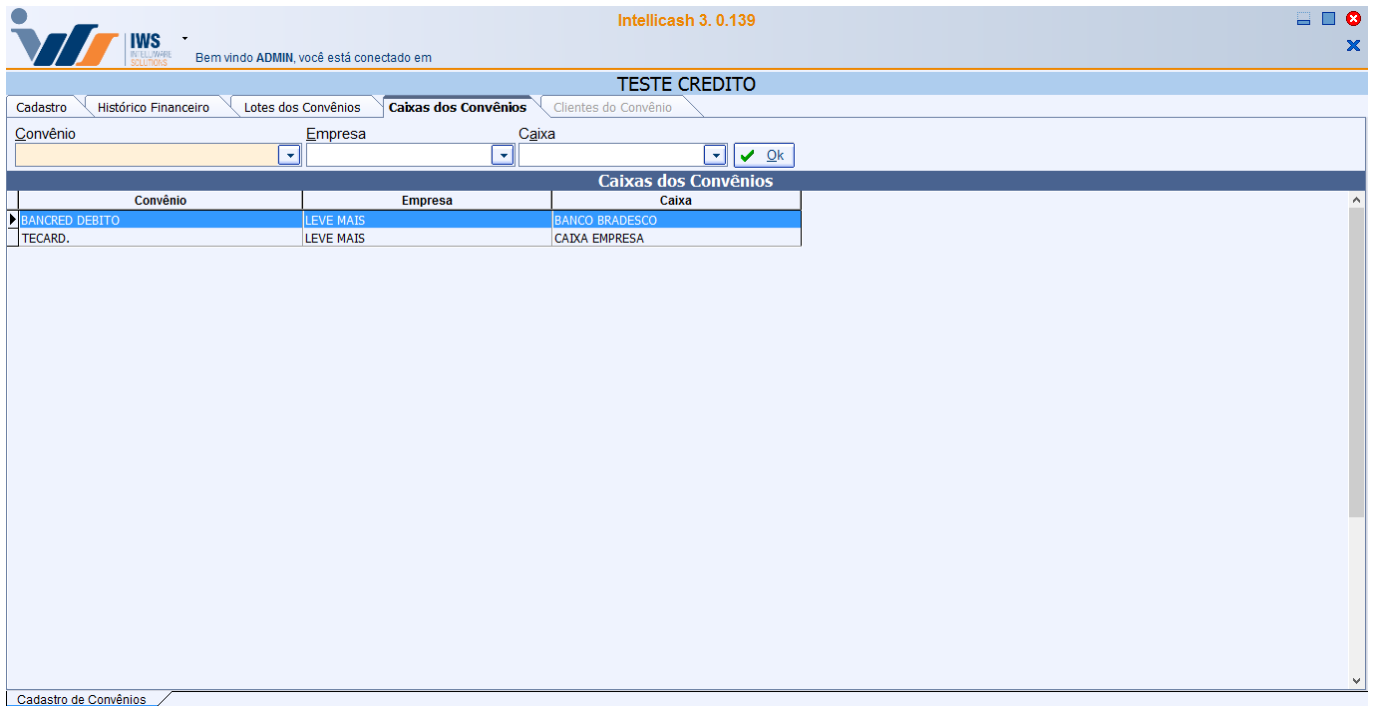 Intellicash 3. 0.139
IWS
INTELLIWARE
SOLUTIONS
Bem vindo ADMIN, você está conectado em
TESTE CREDITO
Cadastro Histórico Financeiro Lotes dos Convênios Caixas dos Convênios Clientes do Convênio
Convênio Empresa Caixa
Ok
Caixas dos Convênios
Convênio Empresa Caixa
BANCRED DEBITO LEVE MAIS BANCO BRADESCO
TECARD. LEVE MAIS CAIXA EMPRESA
Cadastro de Convênios